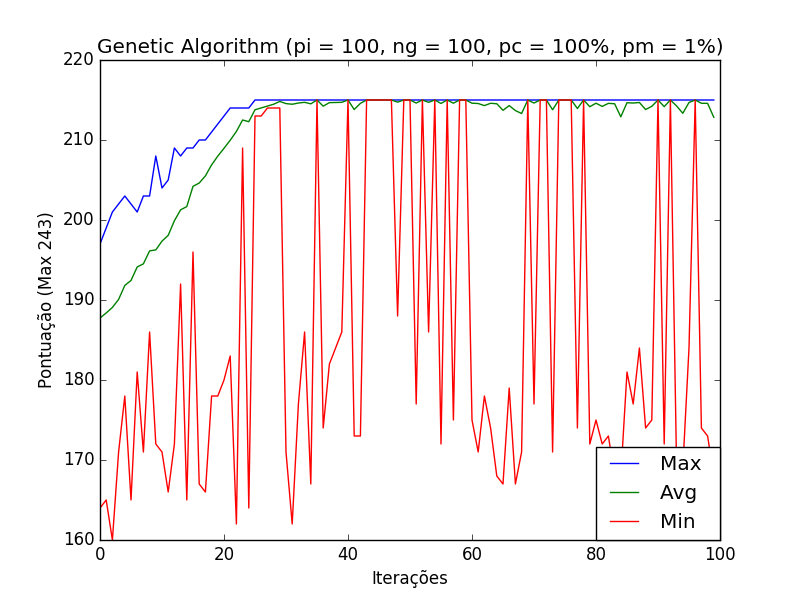 Genetic Algorithm (pi = 100, ng = 100, pc = 100%, pm = 1%)
220
210
200
190
180
170
160
Pontuação (Max 243)
0 20 40 60 80 100
Iterações
Max
Avg
Min